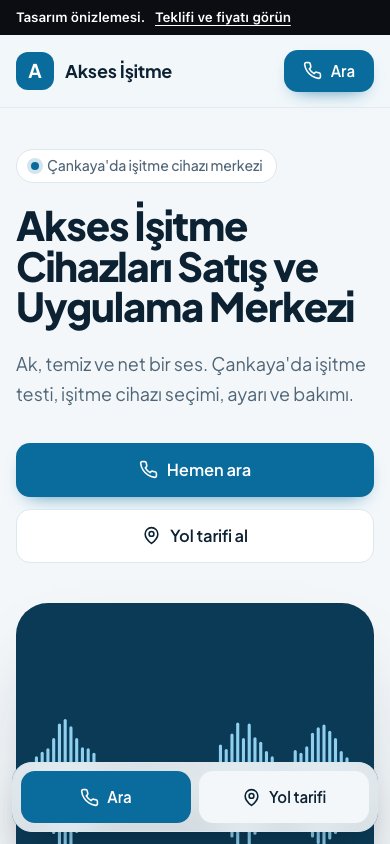 Tasarım önizlemesi. Teklifi ve fiyatı görün
A Akses İşitme Ara
Çankaya'da işitme cihazı merkezi
Akses İşitme
Cihazları Satış ve
Uygulama Merkezi
Ak, temiz ve net bir ses. Çankaya'da işitme
testi, işitme cihazı seçimi, ayarı ve bakımı.
Hemen ara
Yol tarifi al
Ara Yol tarifi